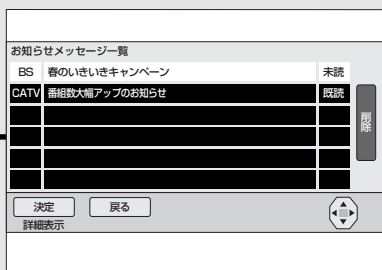 お知らせメッセージ一覧
BS 春のいきいきキャンペーン 未読
CATV 番組数大幅アップのお知らせ 既読
削除
決定 戻る
詳細表示